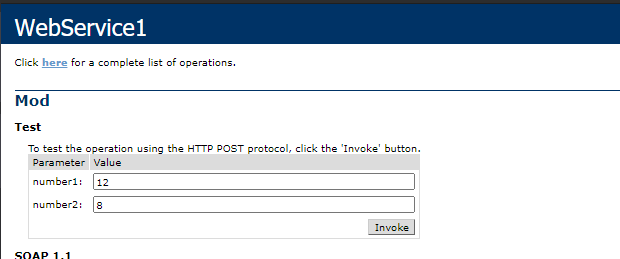 WebService1
Click here for a complete list of operations.
Mod
Test
To test the operation using the HTTP POST protocol, click the 'Invoke' button.
Parameter Value
number1: 12
number2: 8
Invoke
SOAP 1.1